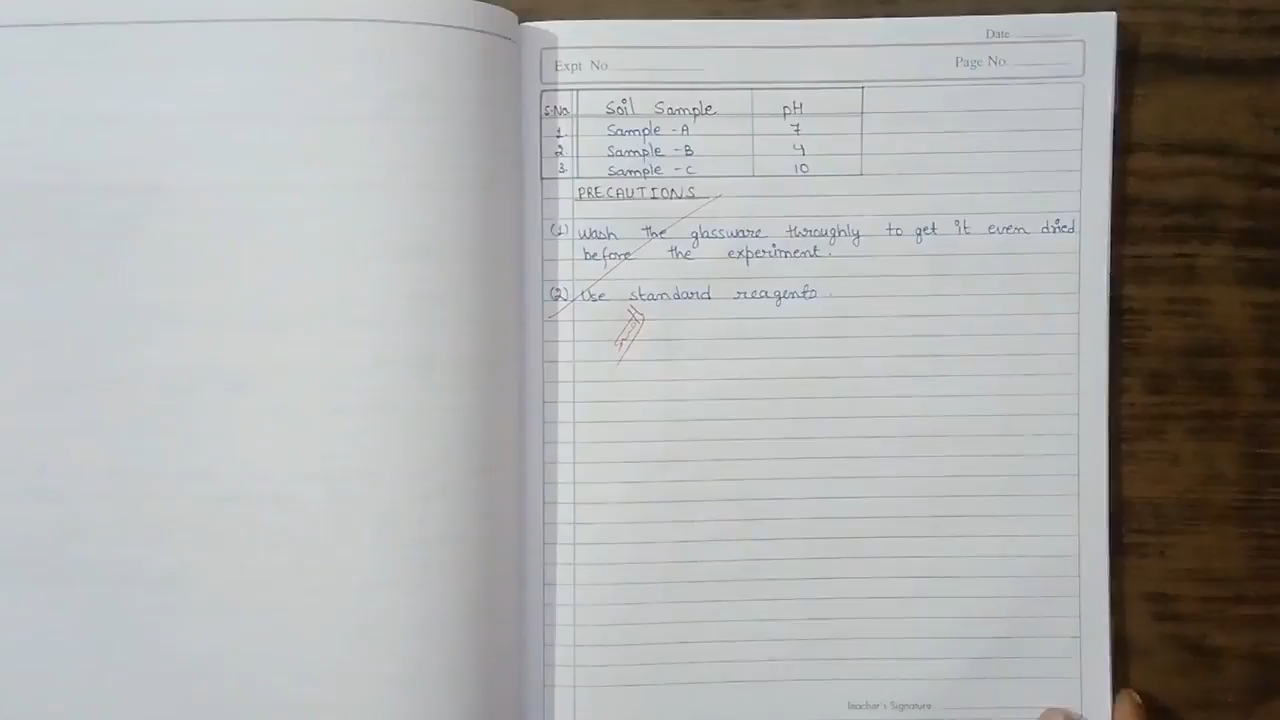 Date
Expt No.
Page No.
S.No. Soil Sample pH
1. Sample -A 7
2. Sample -B 4
3. Sample -C 10
PRECAUTIONS
(1) Wash the glassware throughly to get it even dried
before the experiment.
(2) Use standard reagents.
Teacher's Signature